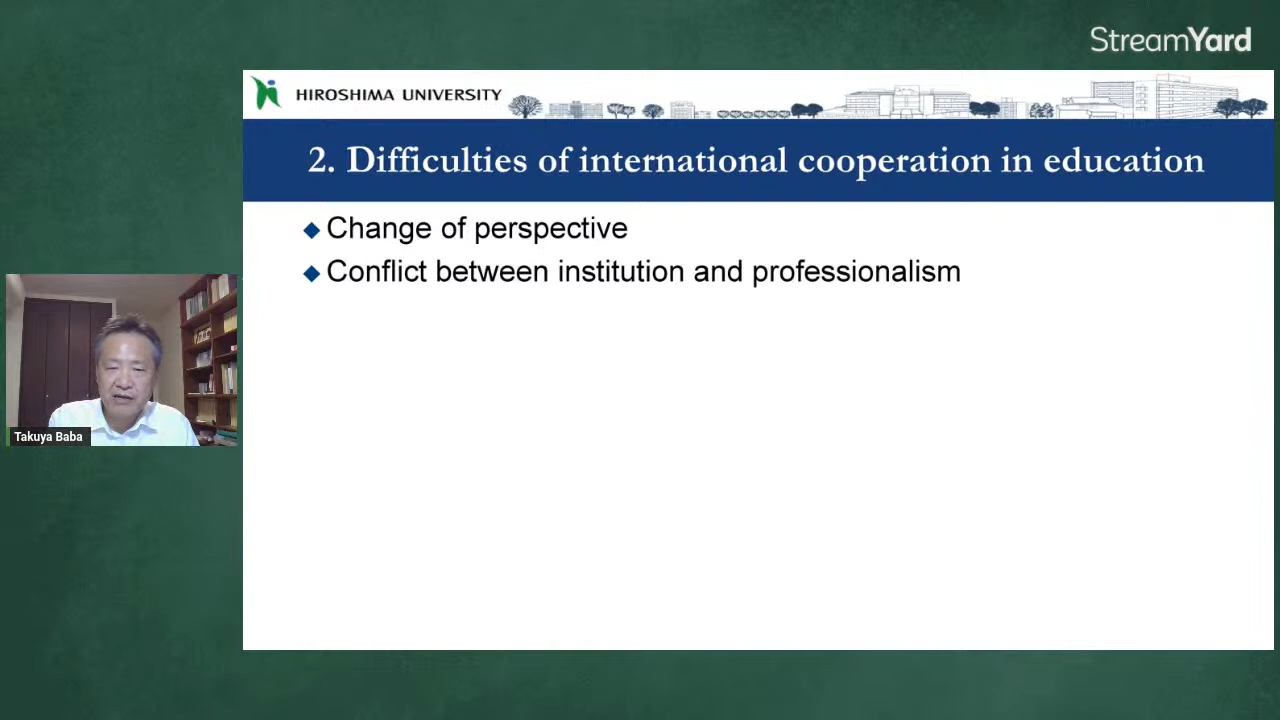 StreamYard
HIROSHIMA UNIVERSITY
2. Difficulties of international cooperation in education
Change of perspective
Conflict between institution and professionalism
Takuya Baba